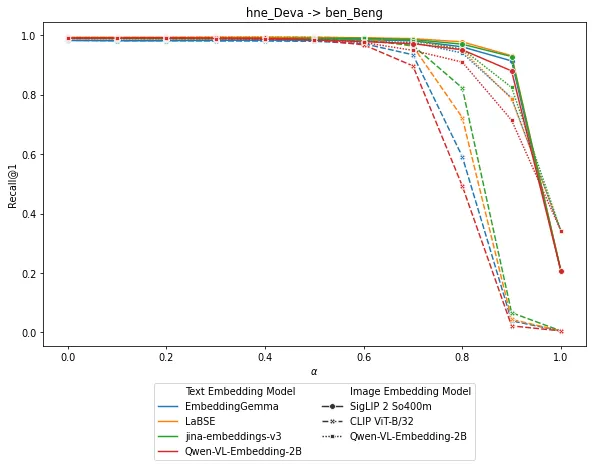 hne_Deva -> ben_Beng
1.0
0.8
0.6
0.4
0.2
0.0
Recall@1
0.0 0.2 0.4 0.6 0.8 1.0
α
Text Embedding Model Image Embedding Model
EmbeddingGemma SigLIP 2 So400m
LaBSE CLIP ViT-B/32
jina-embeddings-v3 Qwen-VL-Embedding-2B
Qwen-VL-Embedding-2B